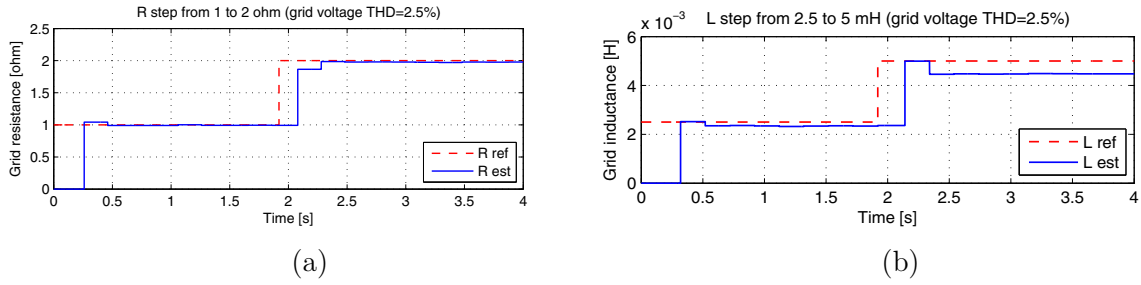 R step from 1 to 2 ohm (grid voltage THD=2.5%)
Grid resistance [ohm]
2.5
2
1.5
1
0.5
0
0 0.5 1 1.5 2 2.5 3 3.5 4
Time [s]
R ref
R est
(a)
x 10⁻³ L step from 2.5 to 5 mH (grid voltage THD=2.5%)
Grid inductance [H]
6
4
2
0
0 0.5 1 1.5 2 2.5 3 3.5 4
Time [s]
L ref
L est
(b)